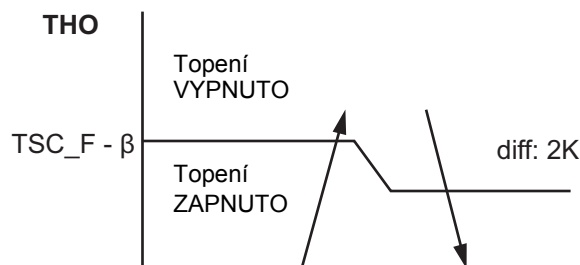 THO
Topení
VYPNUTO
TSC_F - β
diff: 2K
Topení
ZAPNUTO